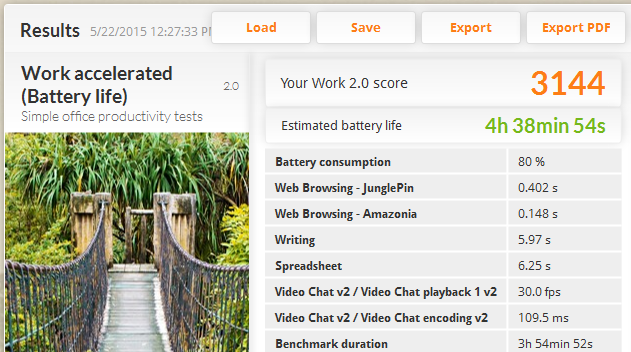 Results 5/22/2015 12:27:33 Load Save Export Export PDF
Work accelerated
(Battery life) 2.0
Simple office productivity tests
Your Work 2.0 score 3144
Estimated battery life 4h 38min 54s
Battery consumption 80 %
Web Browsing - JunglePin 0.402 s
Web Browsing - Amazonia 0.148 s
Writing 5.97 s
Spreadsheet 6.25 s
Video Chat v2 / Video Chat playback 1 v2 30.0 fps
Video Chat v2 / Video Chat encoding v2 109.5 ms
Benchmark duration 3h 54min 52s